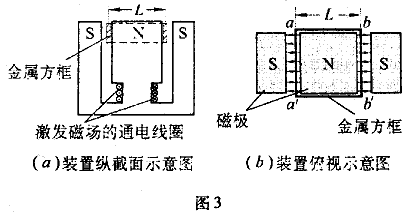 L
S N S
金属方框
激发磁场的通电线圈
(a)装置纵截面示意图
L
a b
S N S
a′ b′
磁极
金属方框
(b)装置俯视示意图
图3